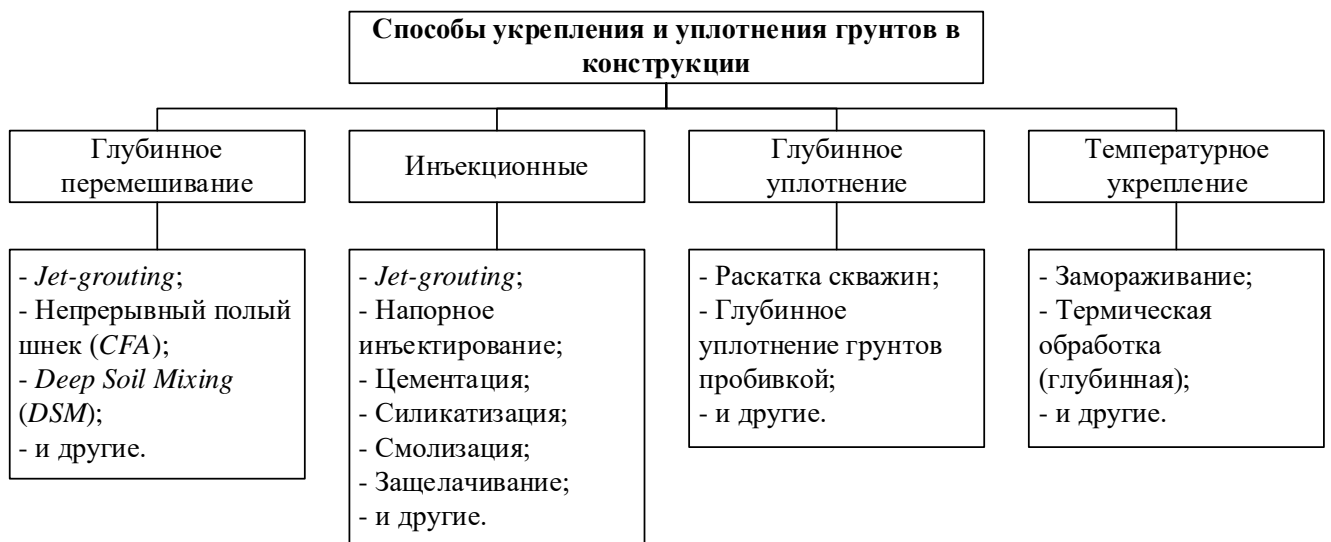 Способы укрепления и уплотнения грунтов в
конструкции
Глубинное
перемешивание
Инъекционные
Глубинное
уплотнение
Температурное
укрепление
- Jet-grouting;
- Непрерывный полый
шнек (CFA);
- Deep Soil Mixing
(DSM);
- и другие.
- Jet-grouting;
- Напорное
инъектирование;
- Цементация;
- Силикатизация;
- Смолизация;
- Защелачивание;
- и другие.
- Раскатка скважин;
- Глубинное
уплотнение грунтов
пробивкой;
- и другие.
- Замораживание;
- Термическая
обработка
(глубинная);
- и другие.